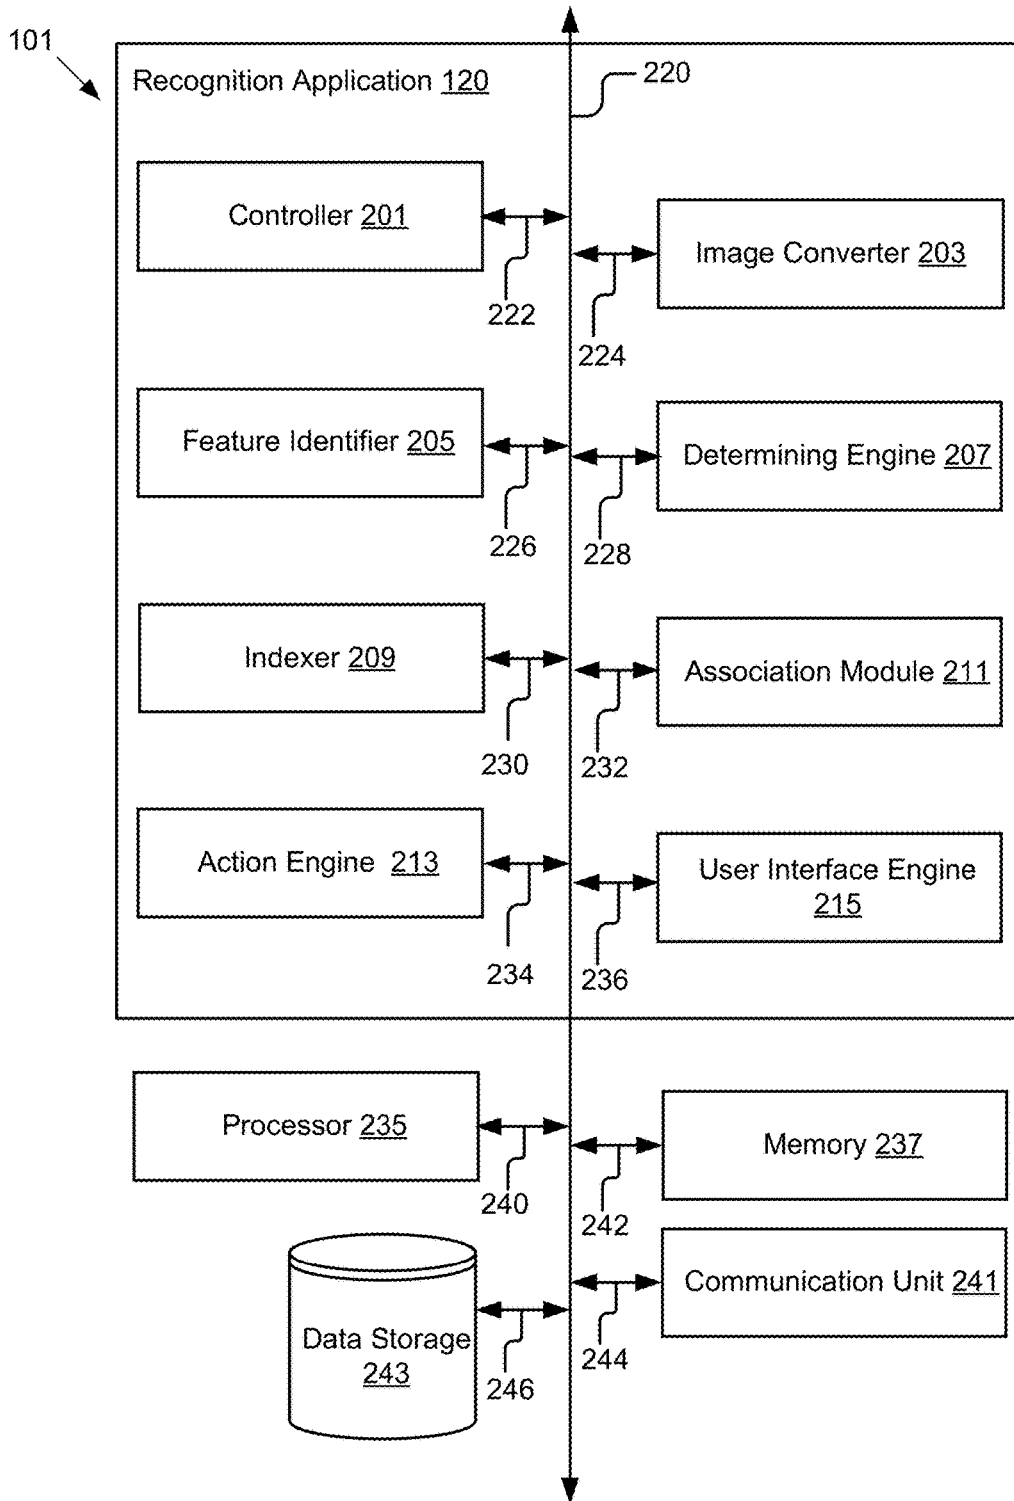 101
Recognition Application 120
220
Controller 201
222
Image Converter 203
224
Feature Identifier 205
226
Determining Engine 207
228
Indexer 209
230
Association Module 211
232
Action Engine 213
234
User Interface Engine
215
236
Processor 235
240
Memory 237
242
Data Storage
243
246
Communication Unit 241
244